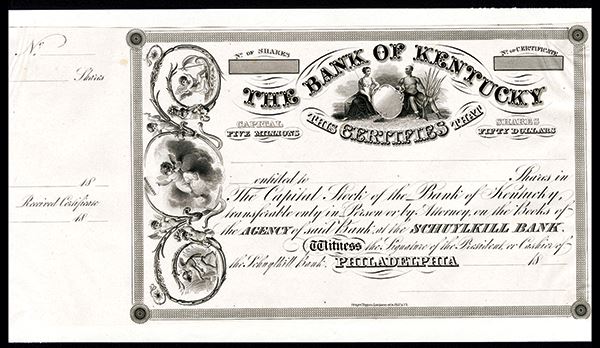 No
Shares
18
Received Certificate
18
No. OF SHARES
No. OF CERTIFICATE
THE BANK OF KENTUCKY
CAPITAL
FIVE MILLIONS
THIS CERTIFIES THAT
SHARES
FIFTY DOLLARS
entitled to Shares in
The Capital Stock of the Bank of Kentucky,
transferable only in Person or by Attorney, on the Books of
the AGENCY of said Bank at the SCHUYLKILL BANK.
Witness the Signature of the President, or Cashier of
the Schuylkill Bank. PHILADELPHIA 18